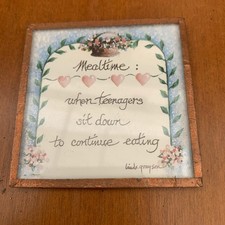 Mealtime :
when teenagers
sit down
to continue eating